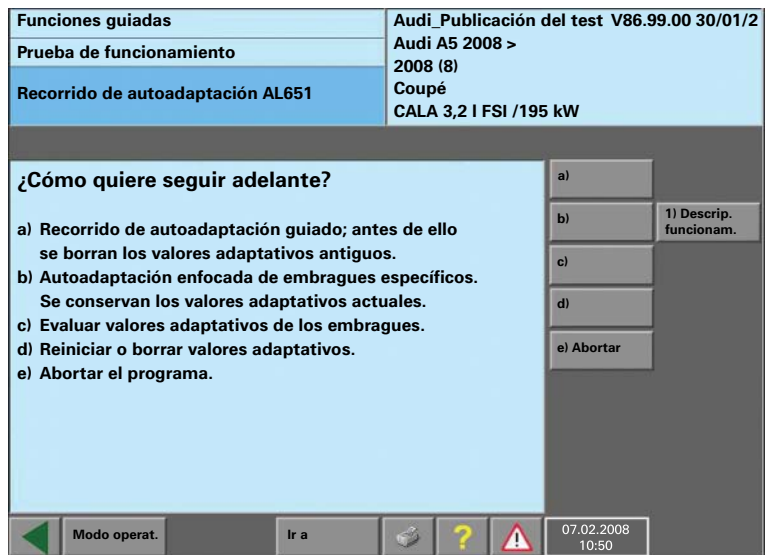 Funciones guiadas
Prueba de funcionamiento
Recorrido de autoadaptación AL651
Audi_Publicación del test V86.99.00 30/01/2
Audi A5 2008 >
2008 (8)
Coupé
CALA 3,2 l FSI /195 kW
¿Cómo quiere seguir adelante?
a) Recorrido de autoadaptación guiado; antes de ello
se borran los valores adaptativos antiguos.
b) Autoadaptación enfocada de embragues específicos.
Se conservan los valores adaptativos actuales.
c) Evaluar valores adaptativos de los embragues.
d) Reiniciar o borrar valores adaptativos.
e) Abortar el programa.
a)
b)
1) Descrip.
funcionam.
c)
d)
e) Abortar
Modo operat.
Ir a
?
07.02.2008
10:50